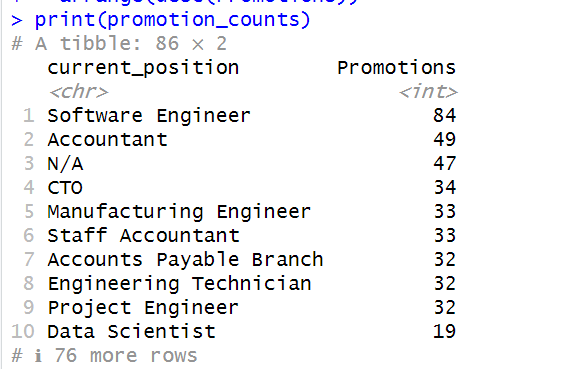 +   arrange(desc(Promotions))
> print(promotion_counts)
# A tibble: 86 × 2
   current_position        Promotions
   <chr>                        <int>
 1 Software Engineer               84
 2 Accountant                      49
 3 N/A                             47
 4 CTO                             34
 5 Manufacturing Engineer          33
 6 Staff Accountant                33
 7 Accounts Payable Branch         32
 8 Engineering Technician          32
 9 Project Engineer                32
10 Data Scientist                  19
# ℹ 76 more rows